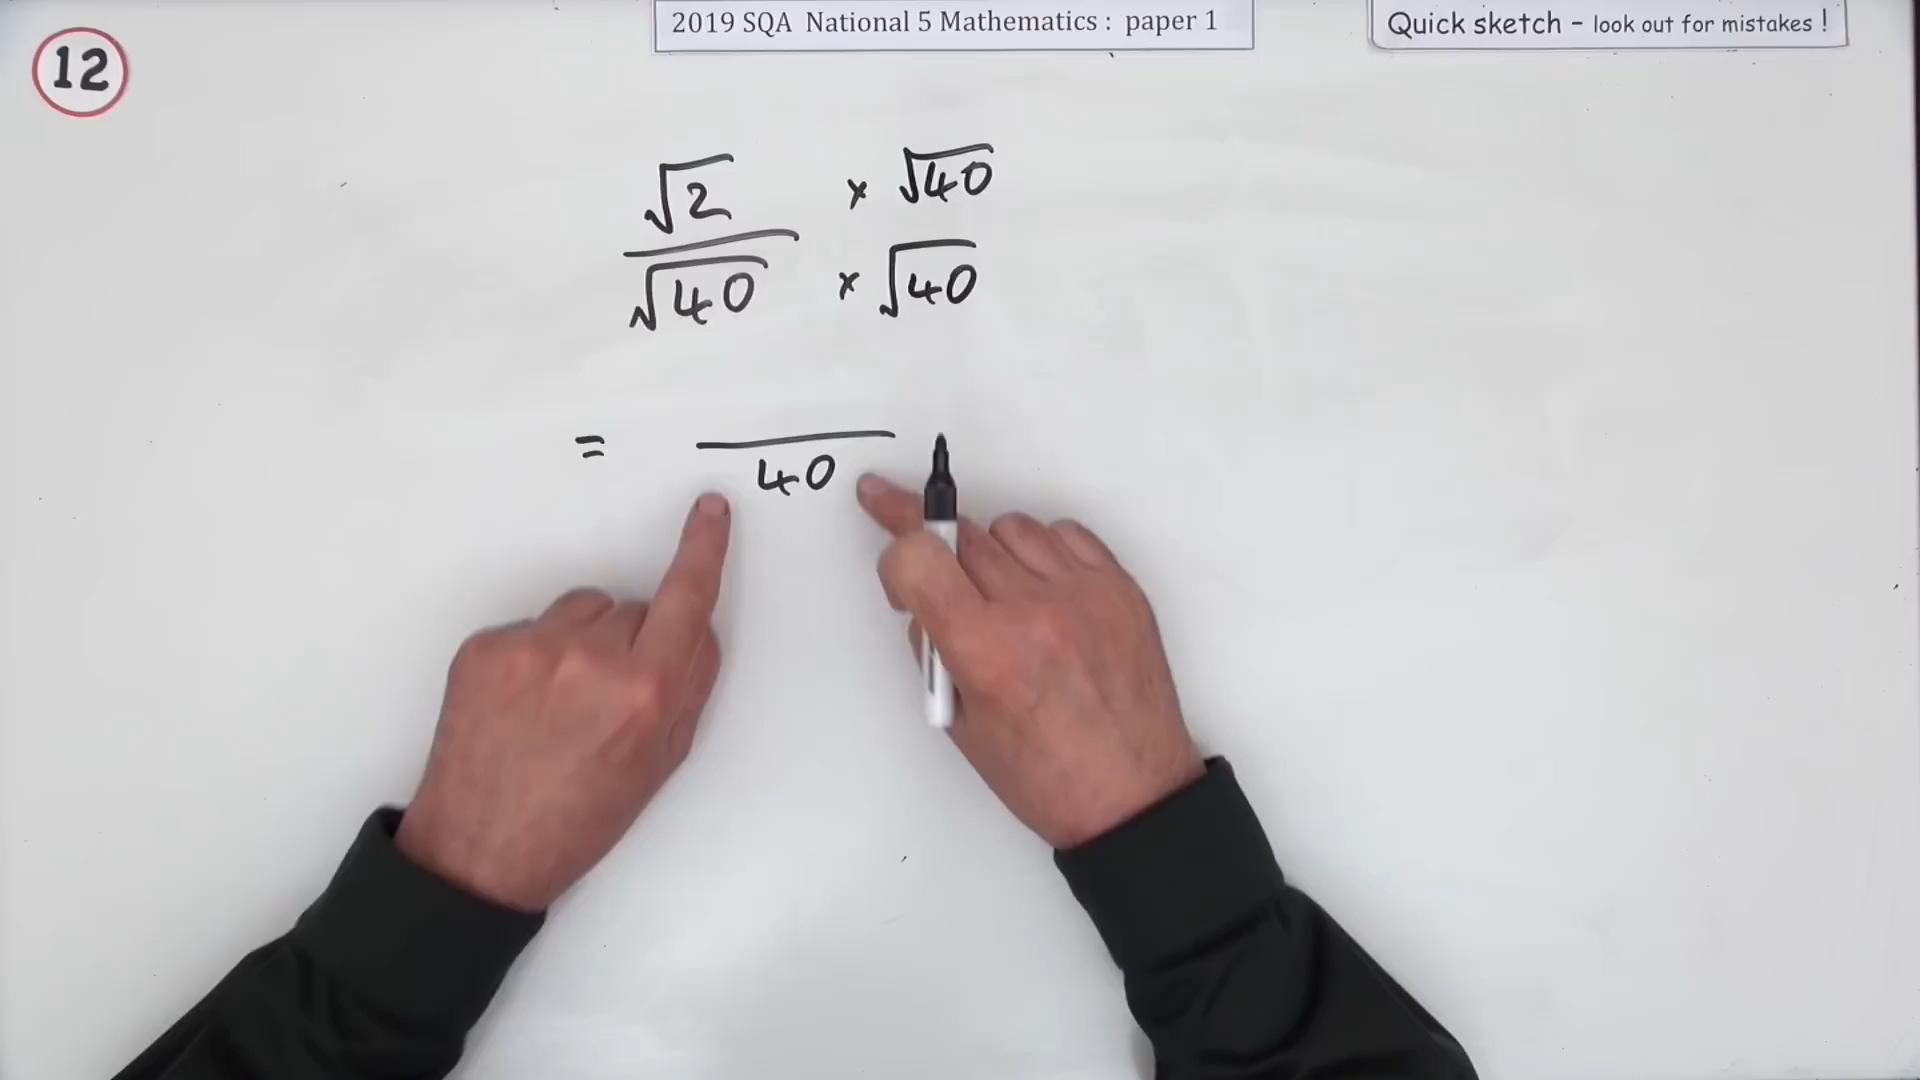 2019 SQA National 5 Mathematics : paper 1
Quick sketch – look out for mistakes !
12
√2 × √40
√40 × √40
=
40